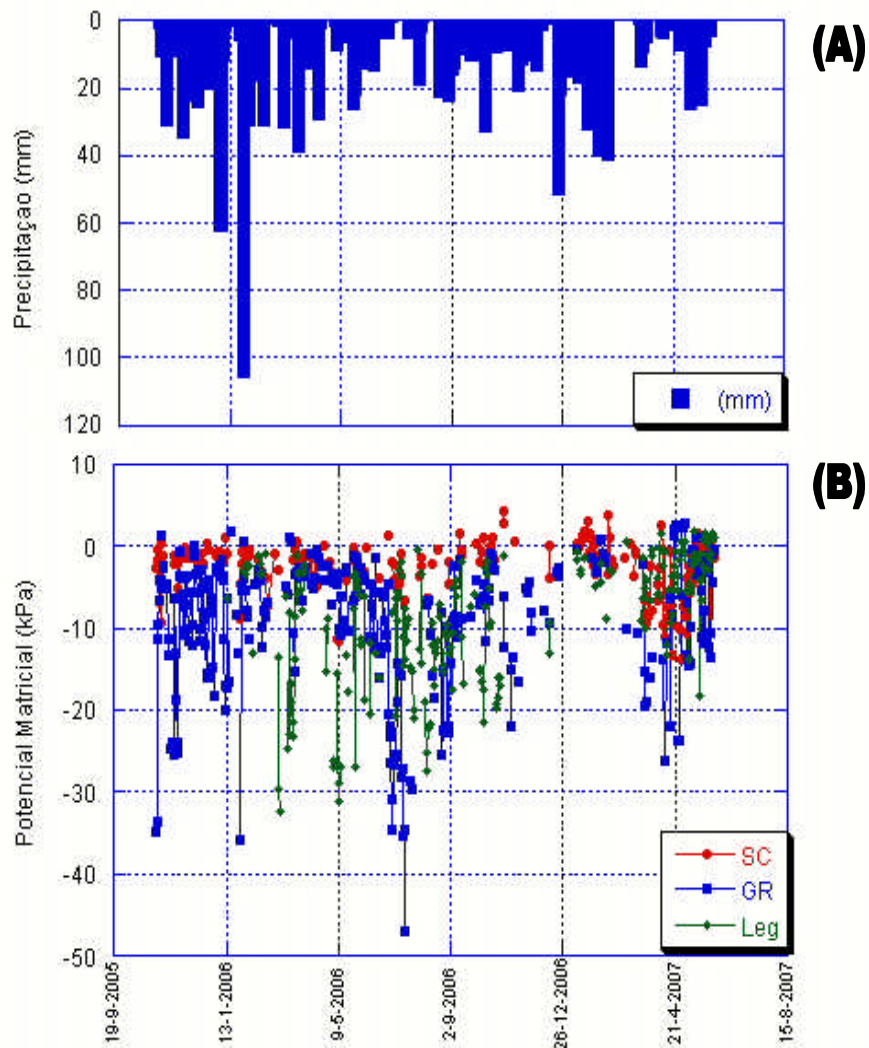 (A)
Precipitaçao (mm)
0
20
40
60
80
100
120
(mm)
(B)
Potencial Matricial (kPa)
10
0
-10
-20
-30
-40
-50
SC
GR
Leg
19-9-2005
13-1-2006
9-5-2006
2-9-2006
26-12-2006
21-4-2007
15-8-2007